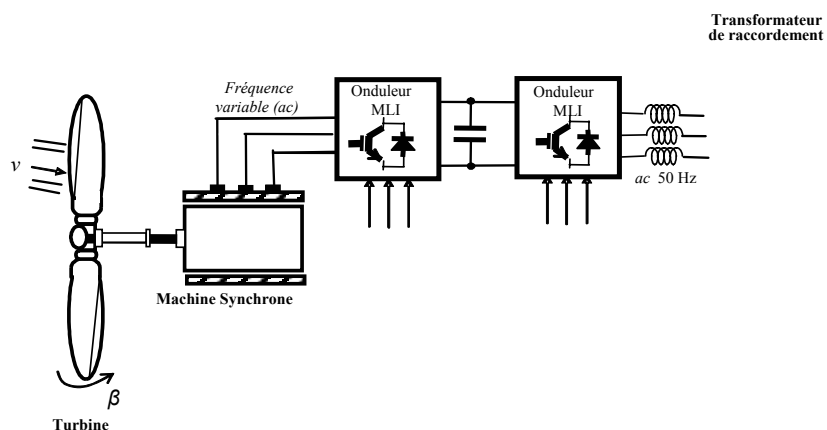 Transformateur
de raccordement
Fréquence
variable (ac)
Onduleur
MLI
Onduleur
MLI
v
ac 50 Hz
Machine Synchrone
β
Turbine